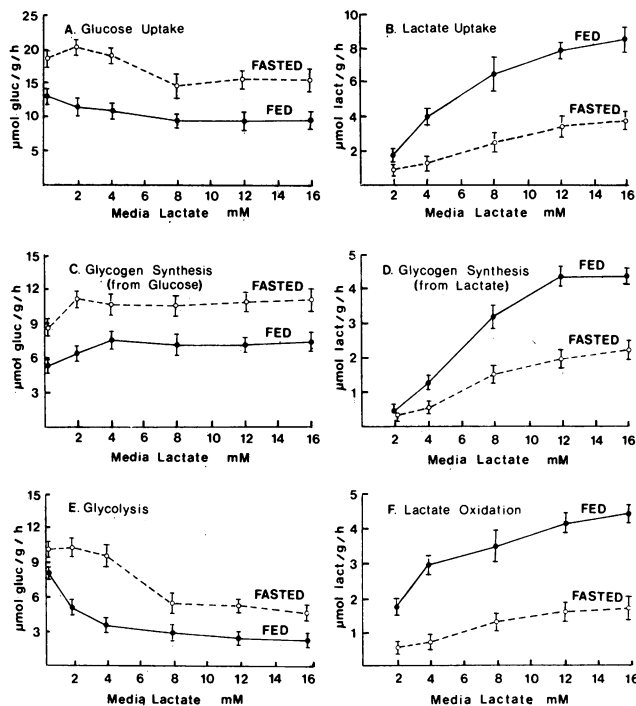 A. Glucose Uptake
μmol gluc/g/h
25
20
15
10
5
FASTED
FED
2 4 6 8 10 12 14 16
Media Lactate mM
B. Lactate Uptake
μmol lact/g/h
10
8
6
4
2
FED
FASTED
2 4 6 8 10 12 14 16
Media Lactate mM
C. Glycogen Synthesis
(from Glucose)
μmol gluc/g/h
15
12
9
6
3
FASTED
FED
2 4 6 8 10 12 14 16
Media Lactate mM
D. Glycogen Synthesis
(from Lactate)
μmol lact/g/h
5
4
3
2
1
FED
FASTED
2 4 6 8 10 12 14 16
Media Lactate mM
E. Glycolysis
μmol gluc/g/h
15
12
9
6
3
FASTED
FED
2 4 6 8 10 12 14 16
Media Lactate mM
F. Lactate Oxidation
μmol lact/g/h
5
4
3
2
1
FED
FASTED
2 4 6 8 10 12 14 16
Media Lactate mM